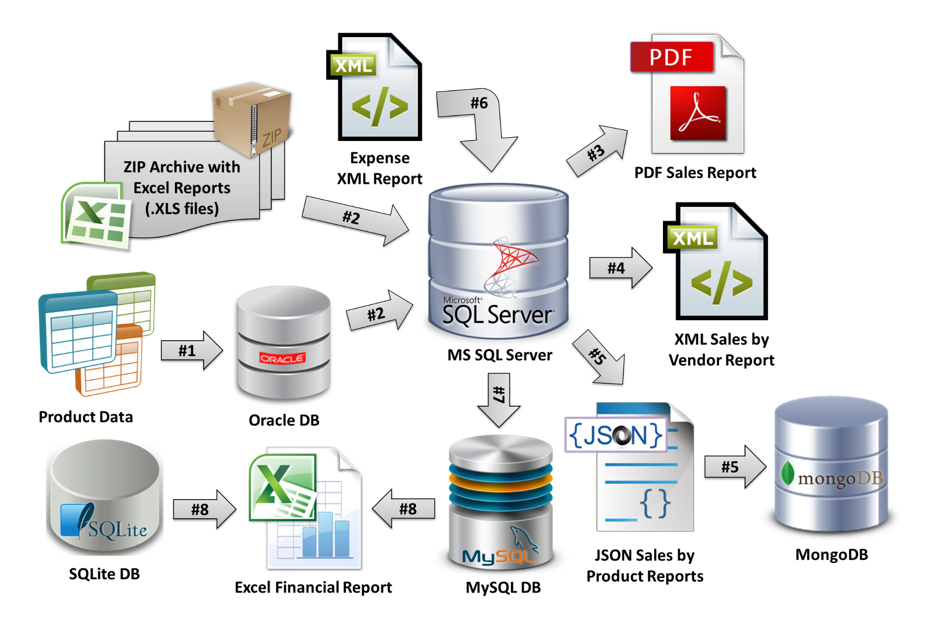 XML
</>
Expense
XML Report
#6
PDF
#3
PDF Sales Report
ZIP
ZIP Archive with
Excel Reports
(.XLS files)
X
#2
Microsoft®
SQL Server
MS SQL Server
#4
XML
</>
XML Sales by
Vendor Report
Product Data
#1
ORACLE
Oracle DB
#2
#5
#7
{JSON}
{}
JSON Sales by
Product Reports
#5
mongoDB
MongoDB
SQLite
SQLite DB
#8
X
Excel Financial Report
#8
MySQL
MySQL DB